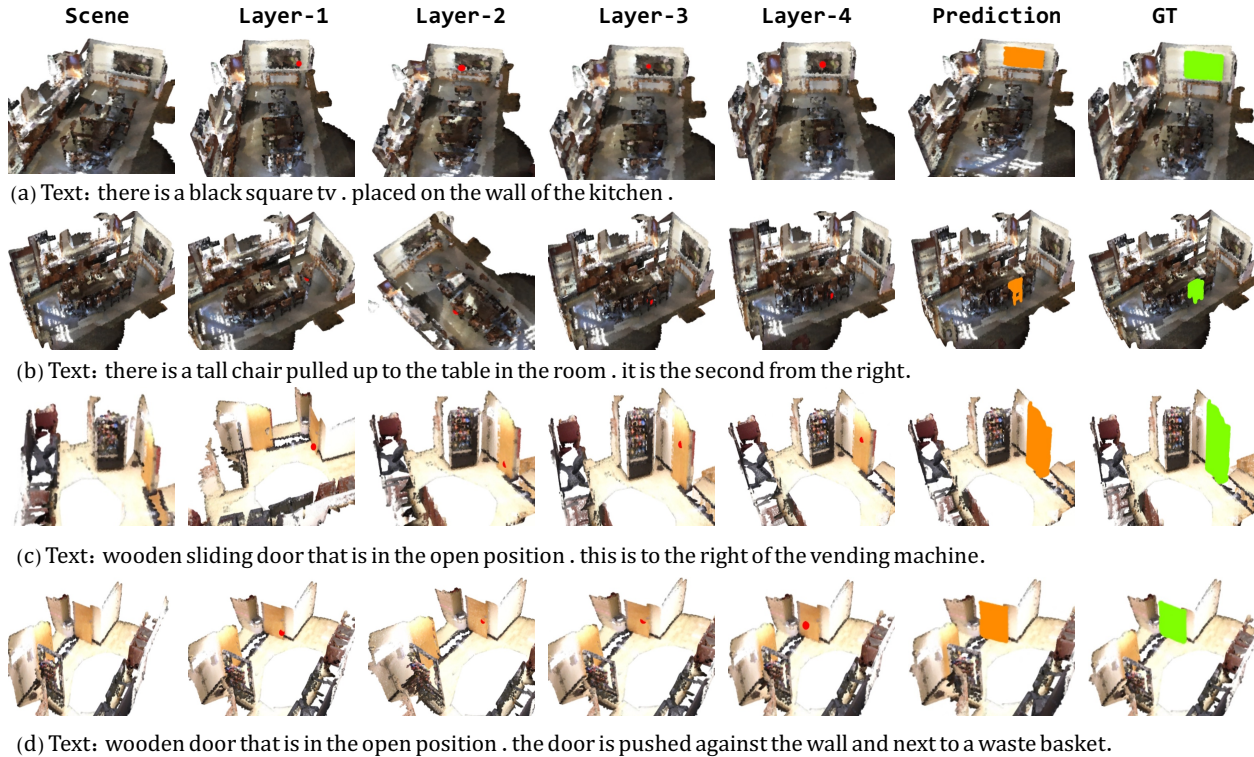 Scene Layer-1 Layer-2 Layer-3 Layer-4 Prediction GT
(a) Text: there is a black square tv . placed on the wall of the kitchen .
(b) Text: there is a tall chair pulled up to the table in the room . it is the second from the right.
(c) Text: wooden sliding door that is in the open position . this is to the right of the vending machine.
(d) Text: wooden door that is in the open position . the door is pushed against the wall and next to a waste basket.